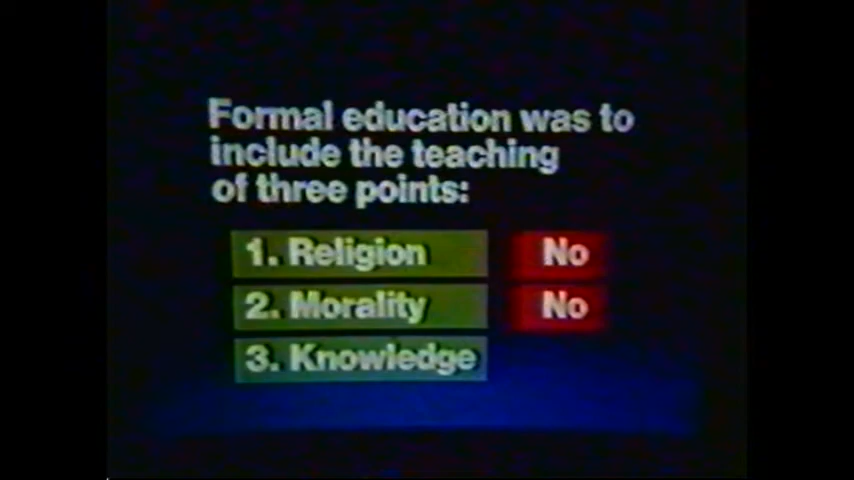 Formal education was to
include the teaching
of three points:
1. Religion No
2. Morality No
3. Knowledge